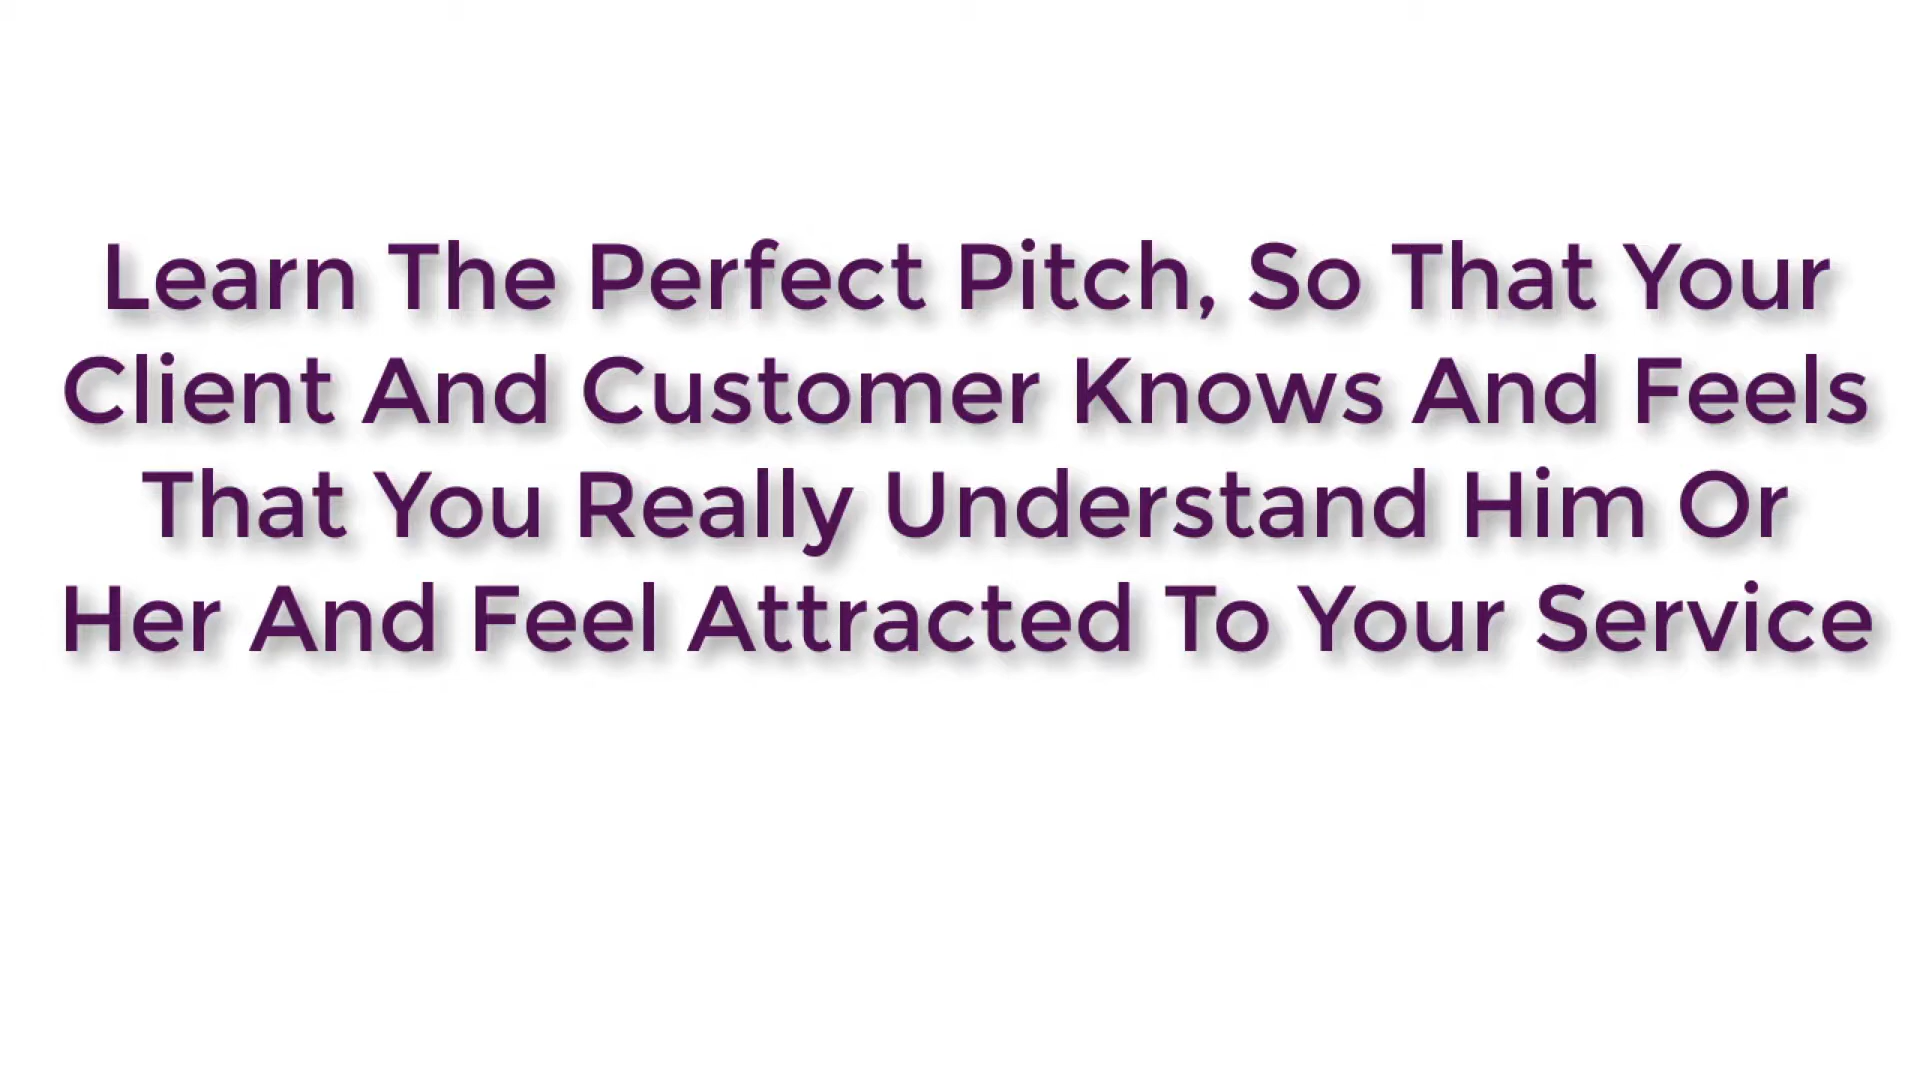 Learn The Perfect Pitch, So That Your
Client And Customer Knows And Feels
That You Really Understand Him Or
Her And Feel Attracted To Your Service